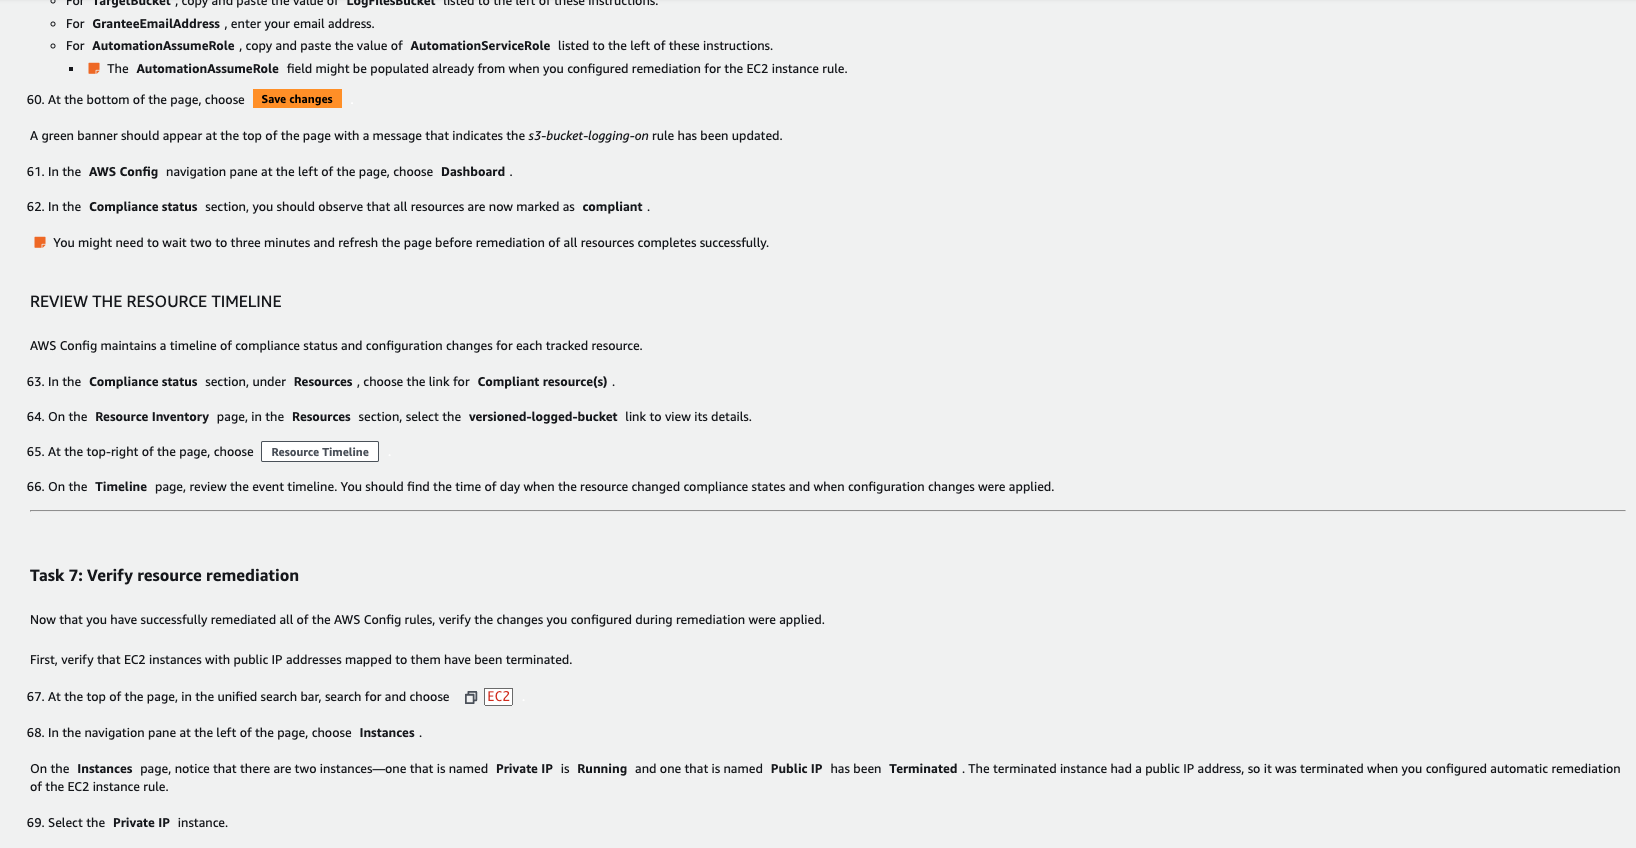 For TargetBucket , copy and paste the value of LogFilesBucket listed to the left of these instructions.
For GranteeEmailAddress , enter your email address.
For AutomationAssumeRole , copy and paste the value of AutomationServiceRole listed to the left of these instructions.
The AutomationAssumeRole field might be populated already from when you configured remediation for the EC2 instance rule.
60. At the bottom of the page, choose Save changes
A green banner should appear at the top of the page with a message that indicates the s3-bucket-logging-on rule has been updated.
61. In the AWS Config navigation pane at the left of the page, choose Dashboard .
62. In the Compliance status section, you should observe that all resources are now marked as compliant .
You might need to wait two to three minutes and refresh the page before remediation of all resources completes successfully.
REVIEW THE RESOURCE TIMELINE
AWS Config maintains a timeline of compliance status and configuration changes for each tracked resource.
63. In the Compliance status section, under Resources , choose the link for Compliant resource(s) .
64. On the Resource Inventory page, in the Resources section, select the versioned-logged-bucket link to view its details.
65. At the top-right of the page, choose Resource Timeline
66. On the Timeline page, review the event timeline. You should find the time of day when the resource changed compliance states and when configuration changes were applied.
Task 7: Verify resource remediation
Now that you have successfully remediated all of the AWS Config rules, verify the changes you configured during remediation were applied.
First, verify that EC2 instances with public IP addresses mapped to them have been terminated.
67. At the top of the page, in the unified search bar, search for and choose EC2
68. In the navigation pane at the left of the page, choose Instances .
On the Instances page, notice that there are two instances—one that is named Private IP is Running and one that is named Public IP has been Terminated . The terminated instance had a public IP address, so it was terminated when you configured automatic remediation
of the EC2 instance rule.
69. Select the Private IP instance.